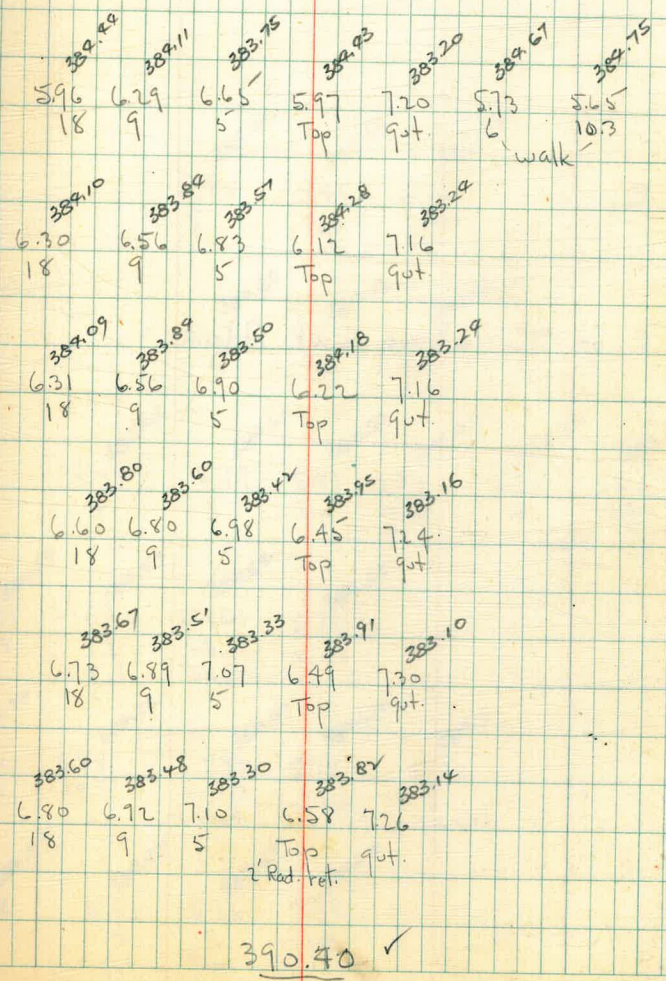 384.44 384.11 383.75 384.43 383.20 384.67 384.75
5.96 6.29 6.65 5.97 7.20 5.73 5.65
18 9 5 Top gut. 6 10.3
walk
384.10 383.84 383.57 384.28 383.24
6.30 6.56 6.83 6.12 7.16
18 9 5 Top gut.
384.09 383.84 383.50 384.18 383.24
6.31 6.56 6.90 6.22 7.16
18 9 5 Top gut.
383.80 383.60 383.42 383.95 383.16
6.60 6.80 6.98 6.45 7.24
18 9 5 Top gut.
383.67 383.51 383.33 383.91 383.10
6.73 6.89 7.07 6.49 7.30
18 9 5 Top gut.
383.60 383.48 383.30 383.82 383.14
6.80 6.92 7.10 6.58 7.26
18 9 5 Top gut.
2' Rad. ret.
390.40 ✓